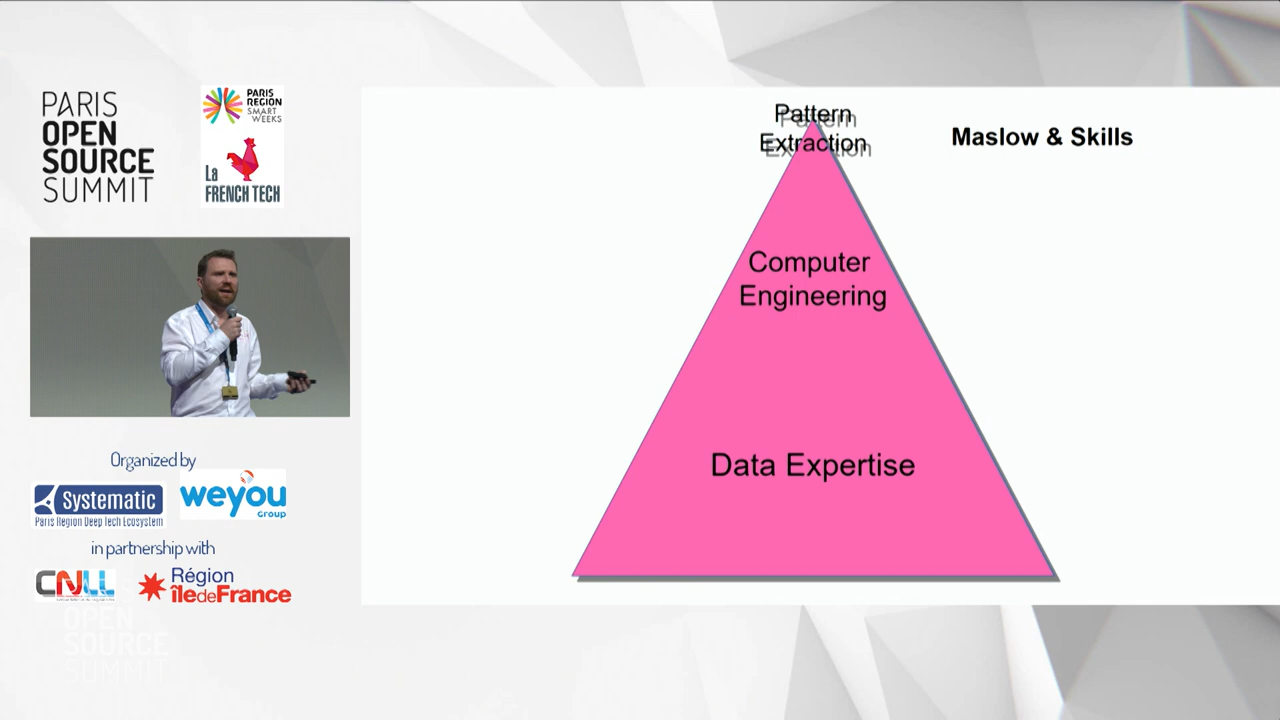 PARIS
OPEN
SOURCE
SUMMIT
PARIS
REGION
SMART
WEEKS
La
FRENCH TECH
Organized by
Systematic
Paris Region Deep Tech Ecosystem
weyou
GROUP
in partnership with
CNLL
Région
îledeFrance
OPEN
SOURCE
SUMMIT
Pattern
Extraction
Maslow & Skills
Computer
Engineering
Data Expertise